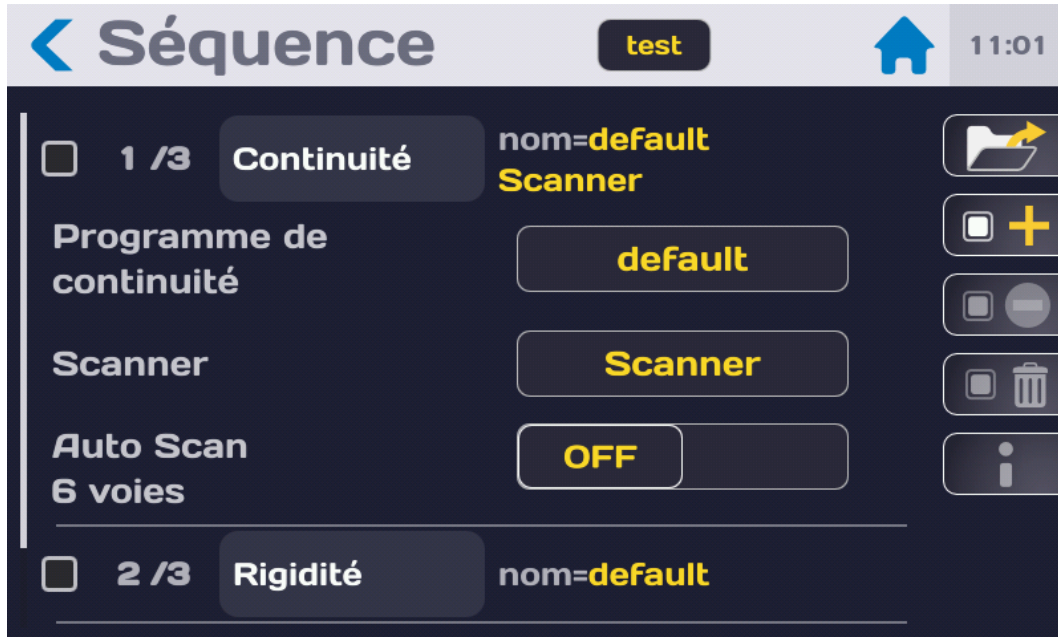 Séquence
test
11:01
1 /3 Continuité nom=default
Scanner
Programme de
continuité
default
Scanner Scanner
Auto Scan
6 voies
OFF
2 /3 Rigidité nom=default